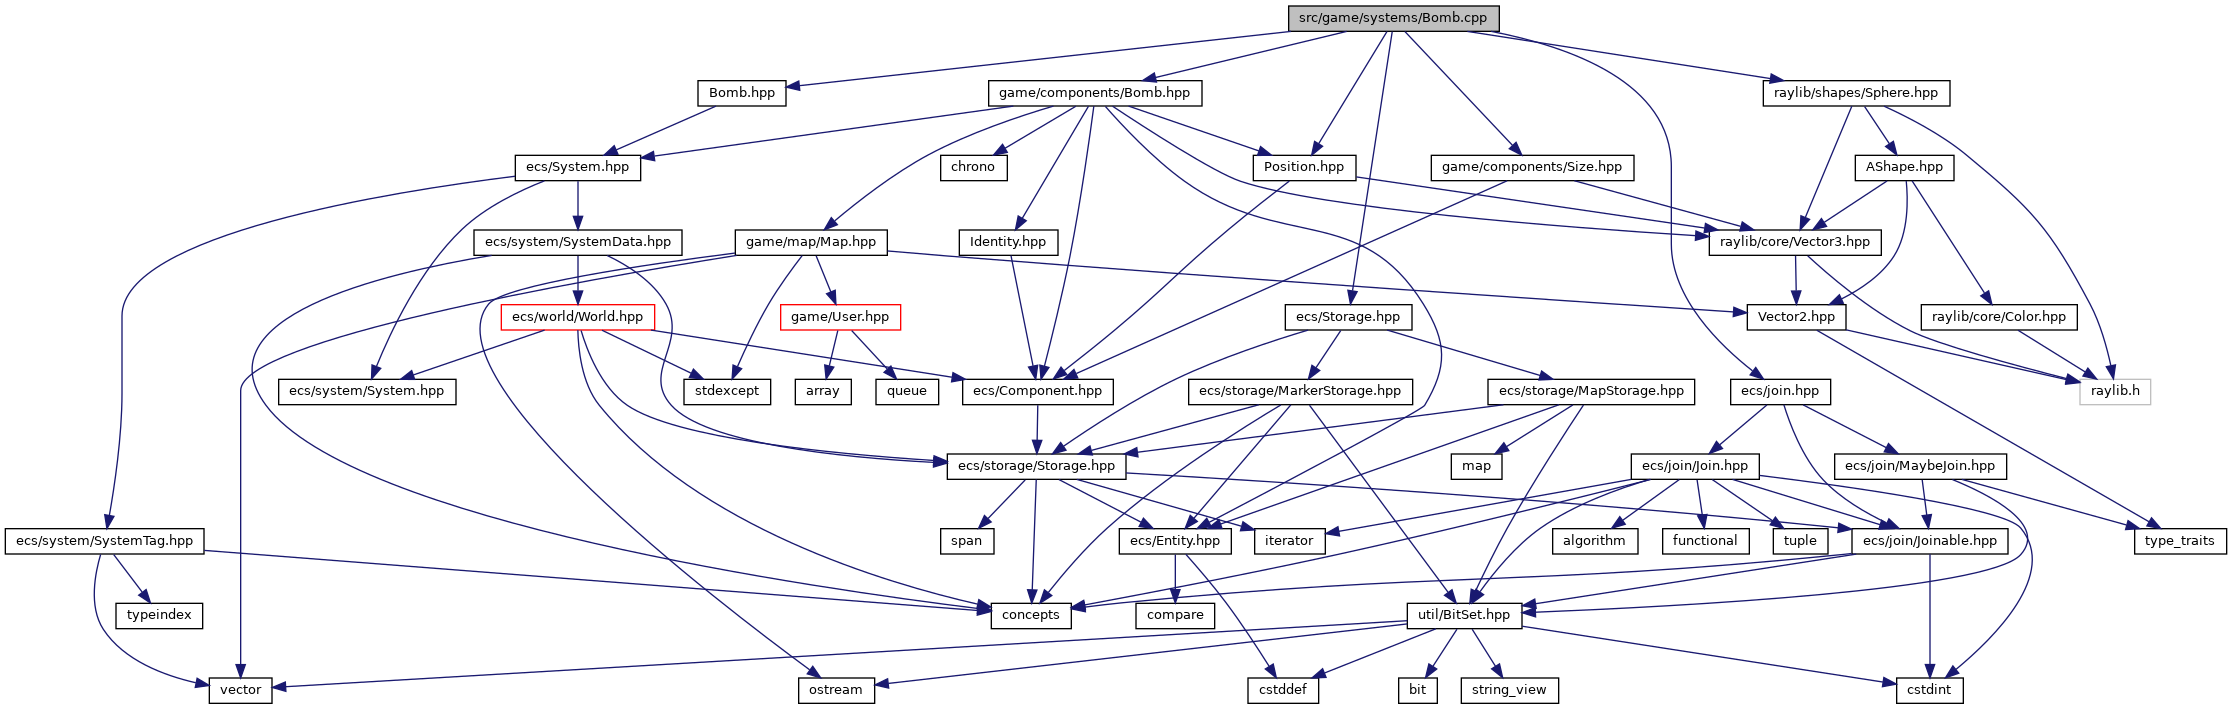 src/game/systems/Bomb.cpp
Bomb.hpp
game/components/Bomb.hpp
raylib/shapes/Sphere.hpp
ecs/System.hpp
chrono
Position.hpp
game/components/Size.hpp
AShape.hpp
ecs/system/SystemData.hpp
game/map/Map.hpp
Identity.hpp
raylib/core/Vector3.hpp
ecs/world/World.hpp
game/User.hpp
ecs/Storage.hpp
Vector2.hpp
raylib/core/Color.hpp
ecs/system/System.hpp
stdexcept
array
queue
ecs/Component.hpp
ecs/storage/MarkerStorage.hpp
ecs/storage/MapStorage.hpp
ecs/join.hpp
raylib.h
ecs/storage/Storage.hpp
map
ecs/join/Join.hpp
ecs/join/MaybeJoin.hpp
ecs/system/SystemTag.hpp
span
ecs/Entity.hpp
iterator
algorithm
functional
tuple
ecs/join/Joinable.hpp
type_traits
typeindex
concepts
compare
util/BitSet.hpp
vector
ostream
cstddef
bit
string_view
cstdint